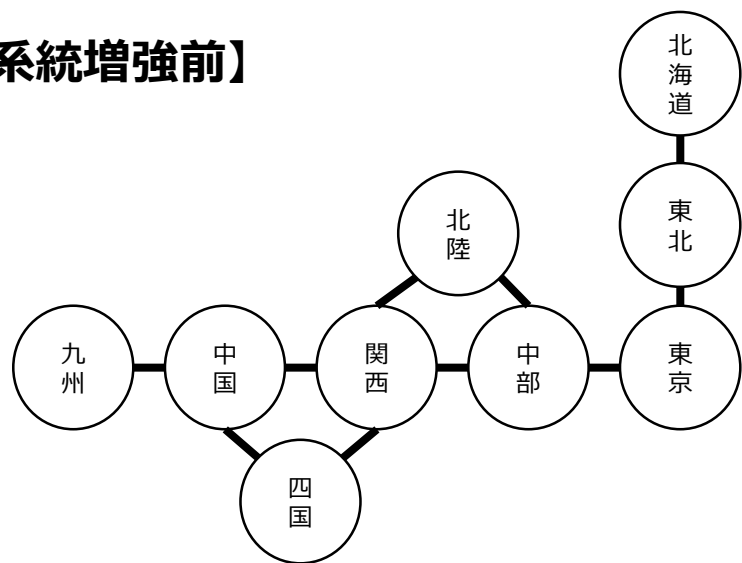 系統増強前】
北海道
東北
北陸
九州
中国
関西
中部
東京
四国